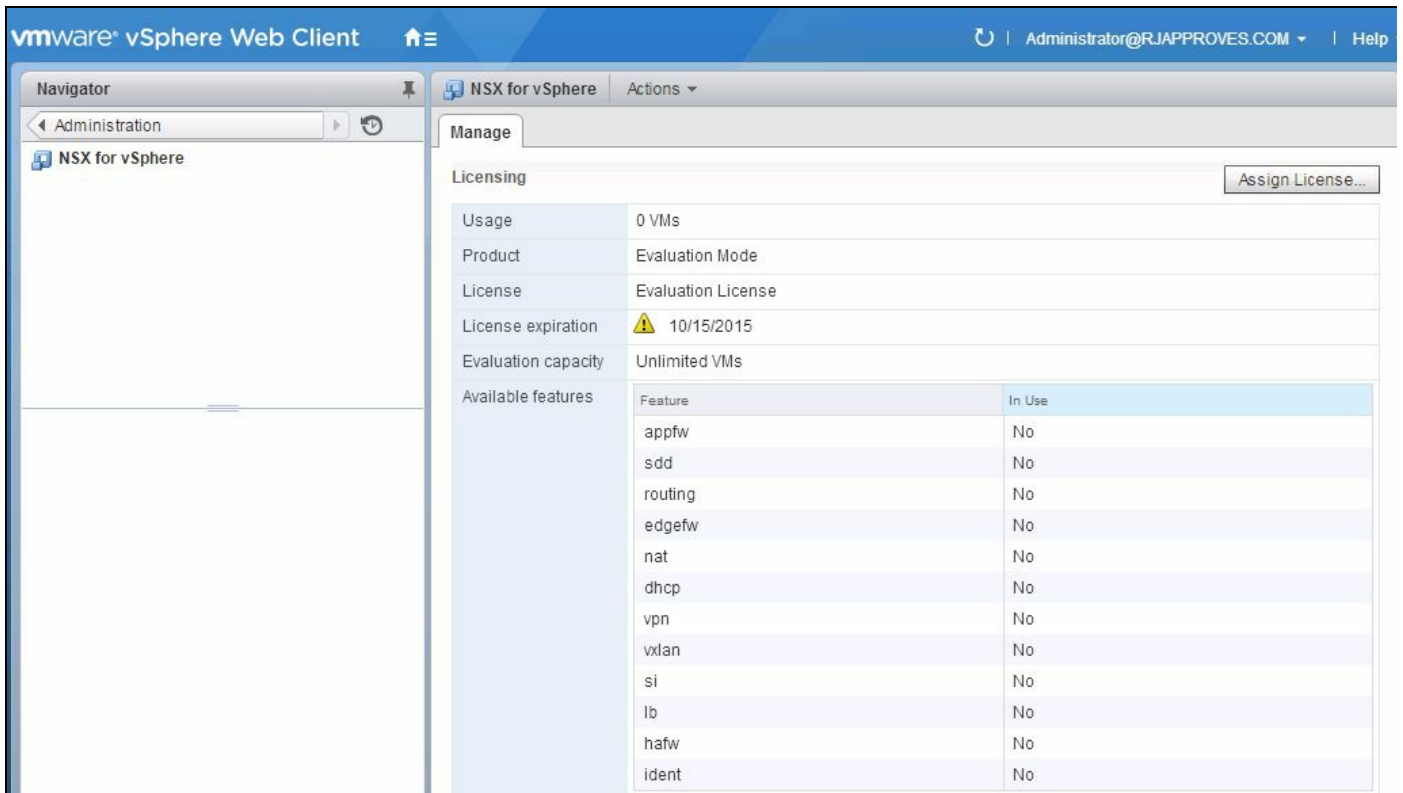 vmware® vSphere Web Client
Administrator@RJAPPROVES.COM | Help
Navigator
Administration
NSX for vSphere
NSX for vSphere Actions
Manage
Licensing
Assign License...
Usage 0 VMs
Product Evaluation Mode
License Evaluation License
License expiration 10/15/2015
Evaluation capacity Unlimited VMs
Available features Feature In Use
appfw No
sdd No
routing No
edgefw No
nat No
dhcp No
vpn No
vxlan No
si No
lb No
hafw No
ident No